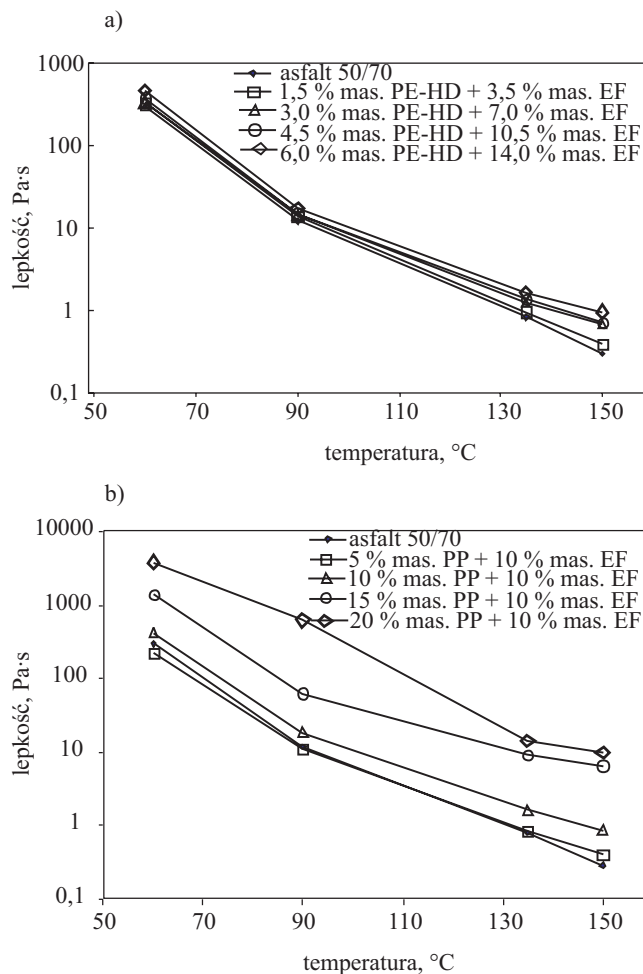 a)
1000
100
10
1
0,1
lepkość, Pa·s
asfalt 50/70
1,5 % mas. PE-HD + 3,5 % mas. EF
3,0 % mas. PE-HD + 7,0 % mas. EF
4,5 % mas. PE-HD + 10,5 % mas. EF
6,0 % mas. PE-HD + 14,0 % mas. EF
50 70 90 110 130 150
temperatura, °C
b)
10000
1000
100
10
1
0,1
lepkość, Pa·s
asfalt 50/70
5 % mas. PP + 10 % mas. EF
10 % mas. PP + 10 % mas. EF
15 % mas. PP + 10 % mas. EF
20 % mas. PP + 10 % mas. EF
50 70 90 110 130 150
temperatura, °C